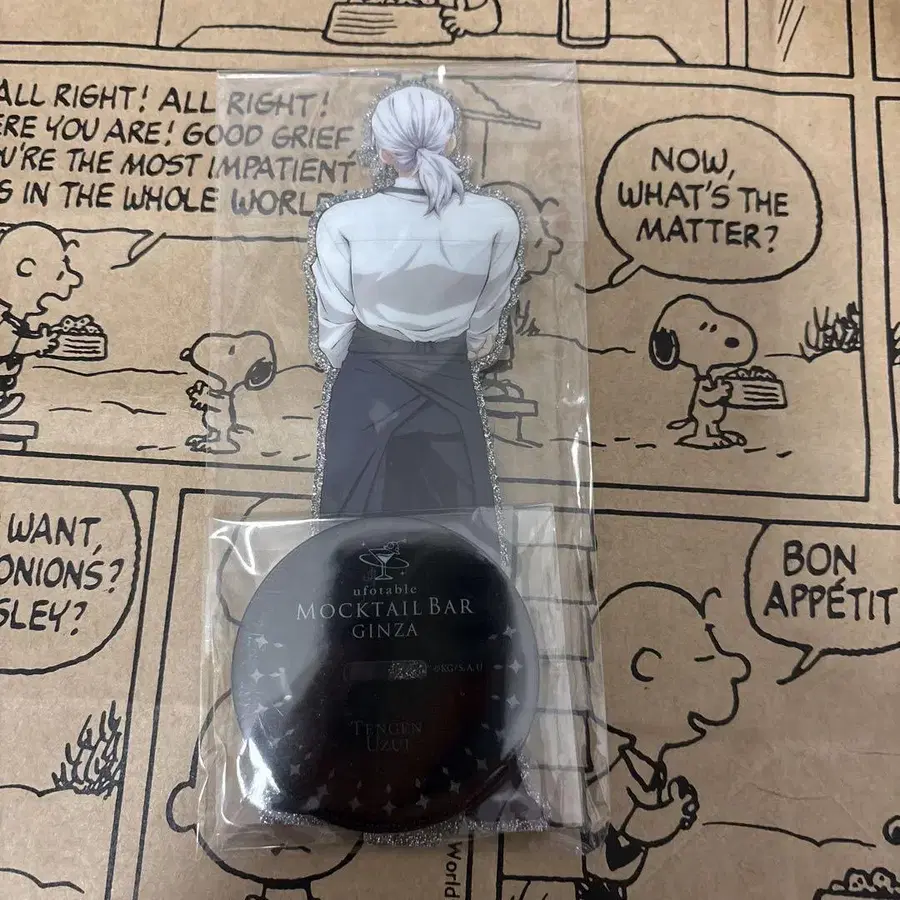 ALL RIGHT! ALL RIGHT!
ERE YOU ARE! GOOD GRIEF,
U'RE THE MOST IMPATIENT
S IN THE WHOLE WORLD
NOW,
WHAT'S THE
MATTER?
WANT,
ONIONS?
SLEY?
BON
APPÉTIT
ufotable
MOCKTAIL BAR
GINZA
©KG/S,A,U
TENGEN
UZUI
World